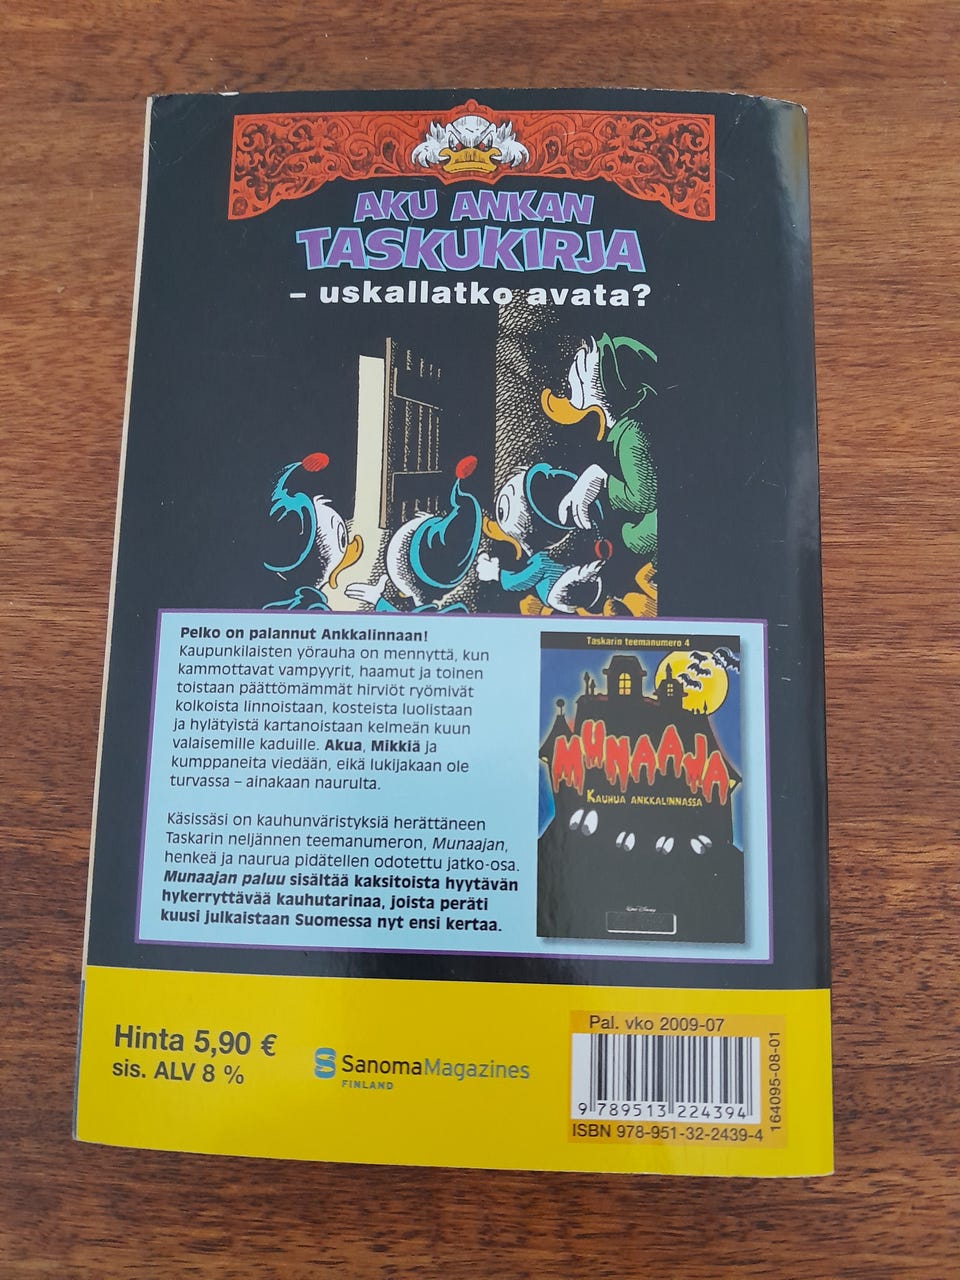 AKU ANKAN
TASKUKIRJA
– uskallatko avata?
Pelko on palannut Ankkalinnaan!
Kaupunkilaisten yörauha on mennyttä, kun
kammottavat vampyyrit, haamut ja toinen
toistaan päättömämmät hirviöt ryömivät
kolkoista linnoistaan, kosteista luolistaan
ja hylätyistä kartanoistaan kelmeän kuun
valaisemille kaduille. Akua, Mikkiä ja
kumppaneita viedään, eikä lukijakaan ole
turvassa – ainakaan naurulta.
Käsissäsi on kauhunväristyksiä herättäneen
Taskarin neljännen teemanumeron, Munaajan,
henkeä ja naurua pidätellen odotettu jatko-osa.
Munaajan paluu sisältää kaksitoista hyytävän
hykerryttävää kauhutarinaa, joista peräti
kuusi julkaistaan Suomessa nyt ensi kertaa.
Taskarin teemanumero 4
MUNAAJA
KAUHUA ANKKALINNASSA
Walt Disney
Hinta 5,90 €
sis. ALV 8 %
SanomaMagazines
FINLAND
Pal. vko 2009-07
9 789513 224394
ISBN 978-951-32-2439-4
164095-08-01